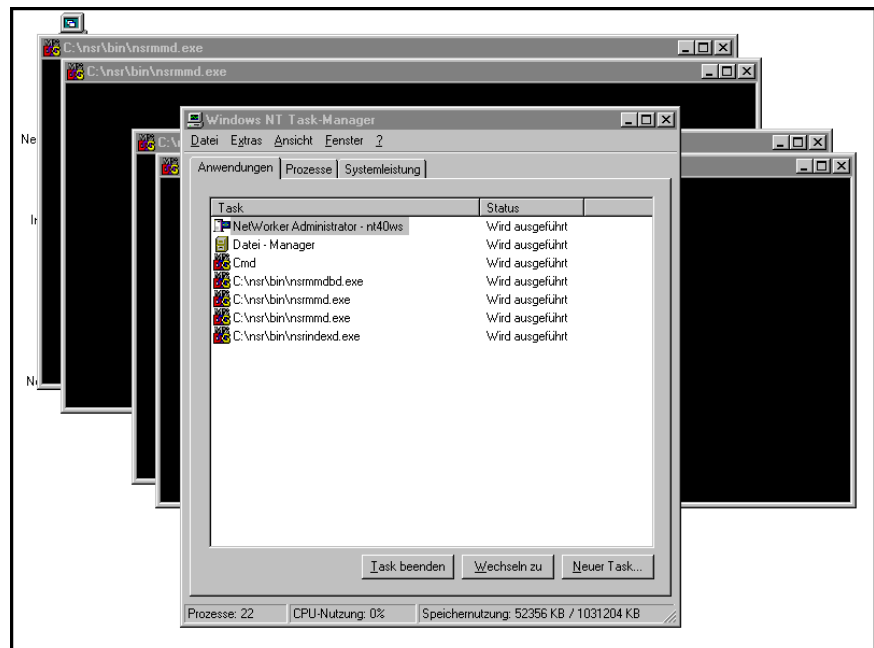 C:\nsr\bin\nsrmmd.exe
C:\nsr\bin\nsrmmd.exe
Windows NT Task-Manager
Ne
C:\
Datei Extras Ansicht Fenster ?
Anwendungen Prozesse Systemleistung
Task Status
NetWorker Administrator - nt40ws Wird ausgeführt
Datei - Manager Wird ausgeführt
Cmd Wird ausgeführt
C:\nsr\bin\nsrmmdbd.exe Wird ausgeführt
C:\nsr\bin\nsrmmd.exe Wird ausgeführt
C:\nsr\bin\nsrmmd.exe Wird ausgeführt
C:\nsr\bin\nsrindexd.exe Wird ausgeführt
Task beenden Wechseln zu Neuer Task...
Prozesse: 22 CPU-Nutzung: 0% Speichernutzung: 52356 KB / 1031204 KB